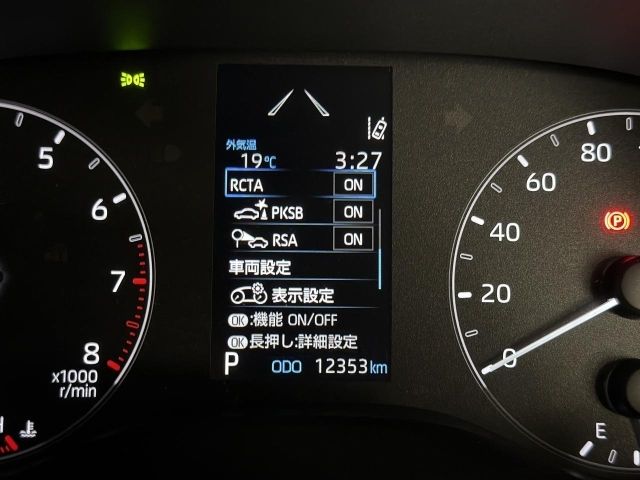 外気温
19℃ 3:27
RCTA ON
PKSB ON
RSA ON
車両設定
表示設定
OK:機能 ON/OFF
OK長押し:詳細設定
P ODO 12353km
5
6
7
8
x1000
r/min
H
80
60
40
20
0
E
(P)